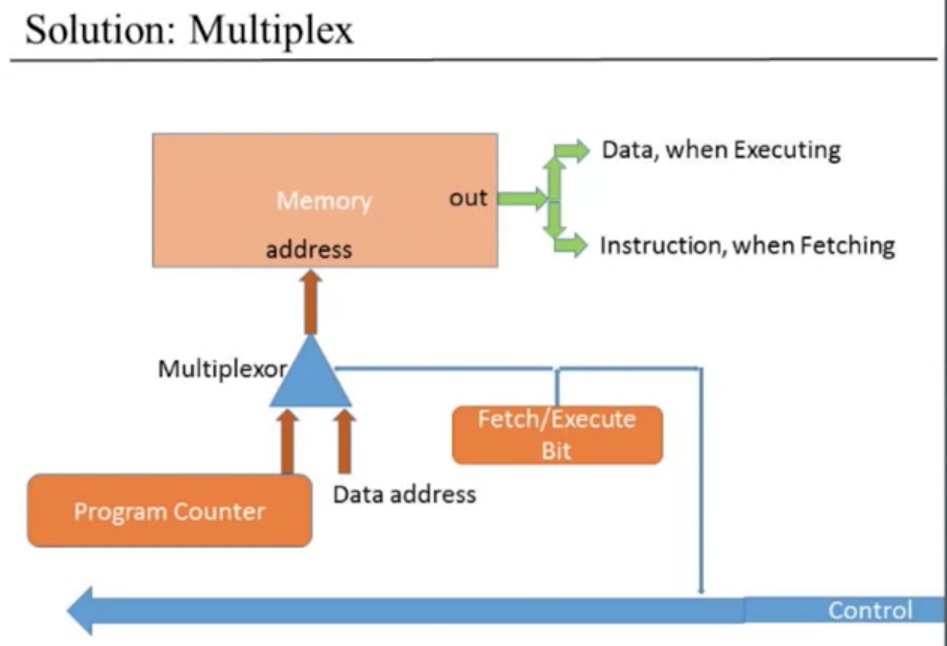 Solution: Multiplex
Data, when Executing
Memory
out
address
Instruction, when Fetching
Multiplexor
Fetch/Execute
Bit
Program Counter
Data address
Control